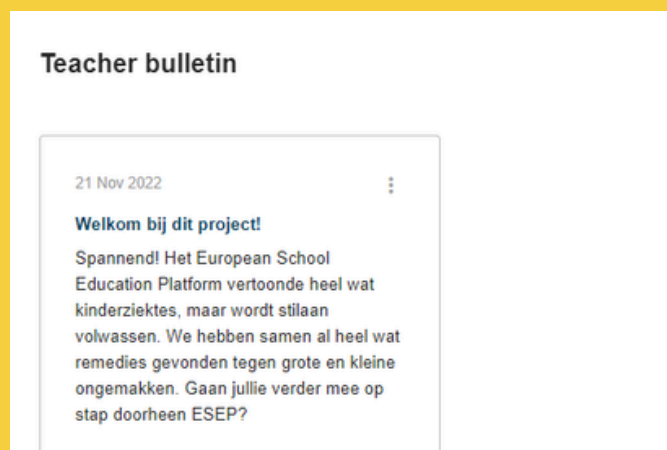 Teacher bulletin
21 Nov 2022
Welkom bij dit project!
Spannend! Het European School
Education Platform vertoonde heel wat
kinderziektes, maar wordt stilaan
volwassen. We hebben samen al heel wat
remedies gevonden tegen grote en kleine
ongemakken. Gaan jullie verder mee op
stap doorheen ESEP?